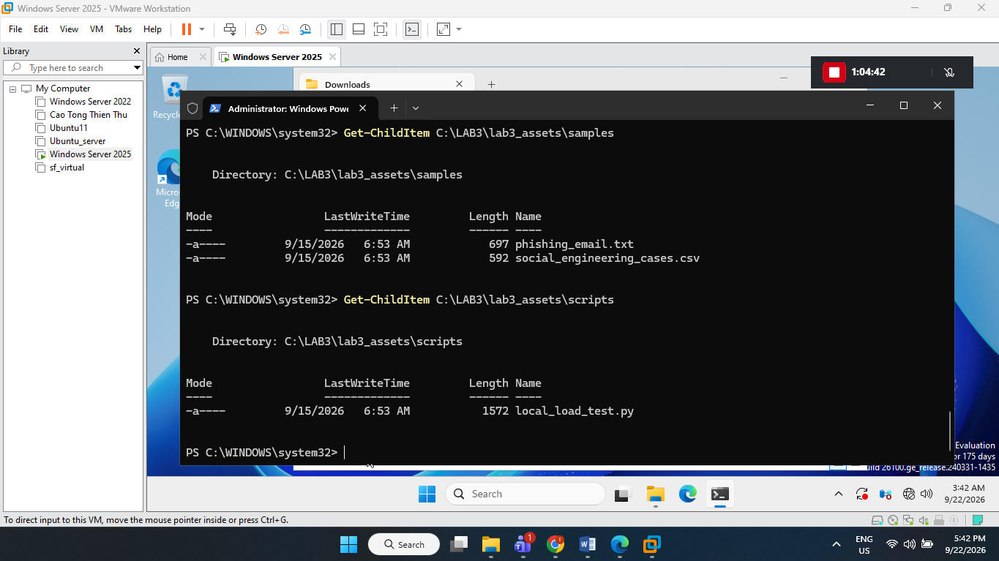 Windows Server 2025 - VMware Workstation
File Edit View VM Tabs Help
Library
Type here to search
My Computer
Windows Server 2022
Cao Tong Thien Thu
Ubuntu11
Ubuntu_server
Windows Server 2025
sf_virtual
Home
Windows Server 2025
1:04:42
Downloads
Recycle
Micro
Edg
Administrator: Windows Powe
PS C:\WINDOWS\system32> Get-ChildItem C:\LAB3\lab3_assets\samples
Directory: C:\LAB3\lab3_assets\samples
Mode LastWriteTime Length Name
---- ------------- ------ ----
-a---- 9/15/2026 6:53 AM 697 phishing_email.txt
-a---- 9/15/2026 6:53 AM 592 social_engineering_cases.csv
PS C:\WINDOWS\system32> Get-ChildItem C:\LAB3\lab3_assets\scripts
Directory: C:\LAB3\lab3_assets\scripts
Mode LastWriteTime Length Name
---- ------------- ------ ----
-a---- 9/15/2026 6:53 AM 1572 local_load_test.py
PS C:\WINDOWS\system32>
Evaluation
or 175 days
uild 26100.ge_release.240331-1435
Search
3:42 AM
9/22/2026
To direct input to this VM, move the mouse pointer inside or press Ctrl+G.
Search
1
ENG
US
5:42 PM
9/22/2026